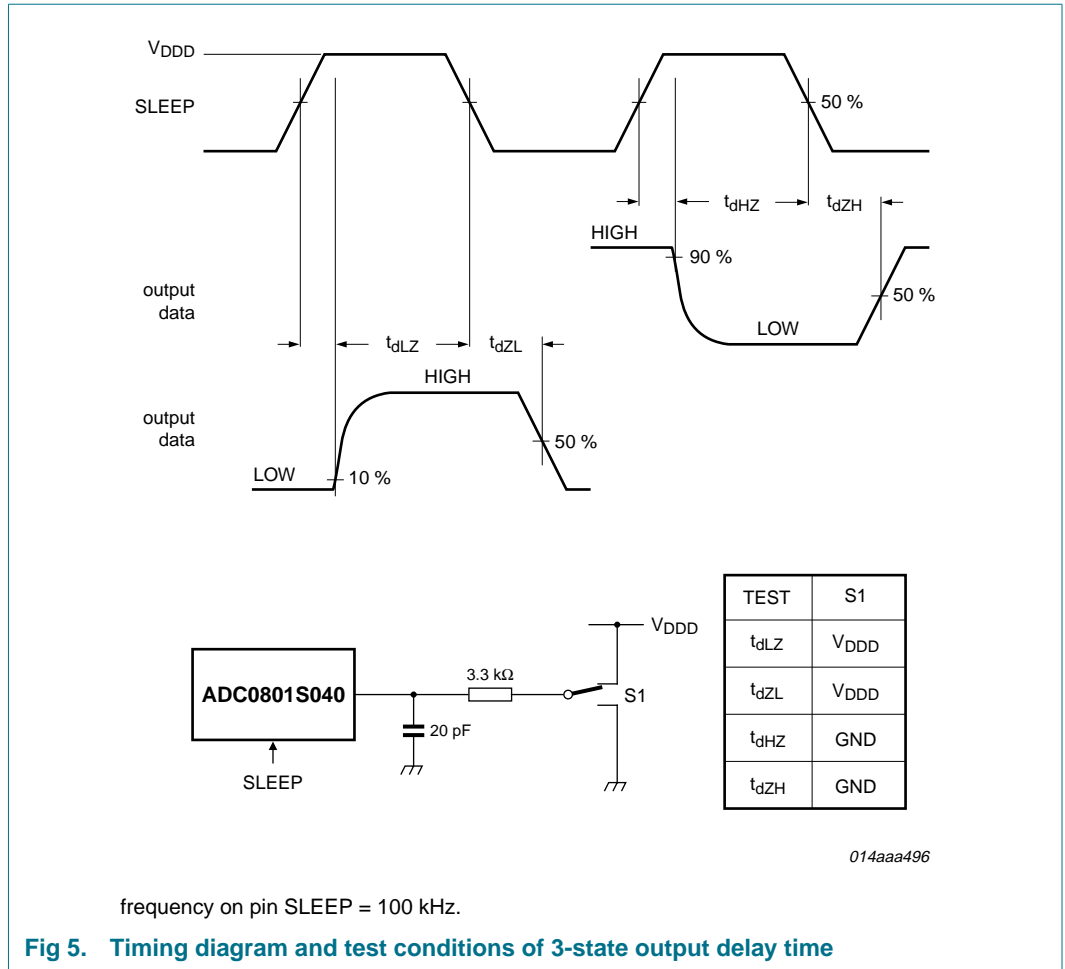 VDDD
SLEEP
50 %
tdHZ
tdZH
HIGH
90 %
output
data
50 %
LOW
tdLZ
tdZL
HIGH
output
data
50 %
LOW
10 %
VDDD
3.3 kΩ
ADC0801S040
S1
20 pF
SLEEP
TEST S1
tdLZ VDDD
tdZL VDDD
tdHZ GND
tdZH GND
014aaa496
frequency on pin SLEEP = 100 kHz.
Fig 5. Timing diagram and test conditions of 3-state output delay time